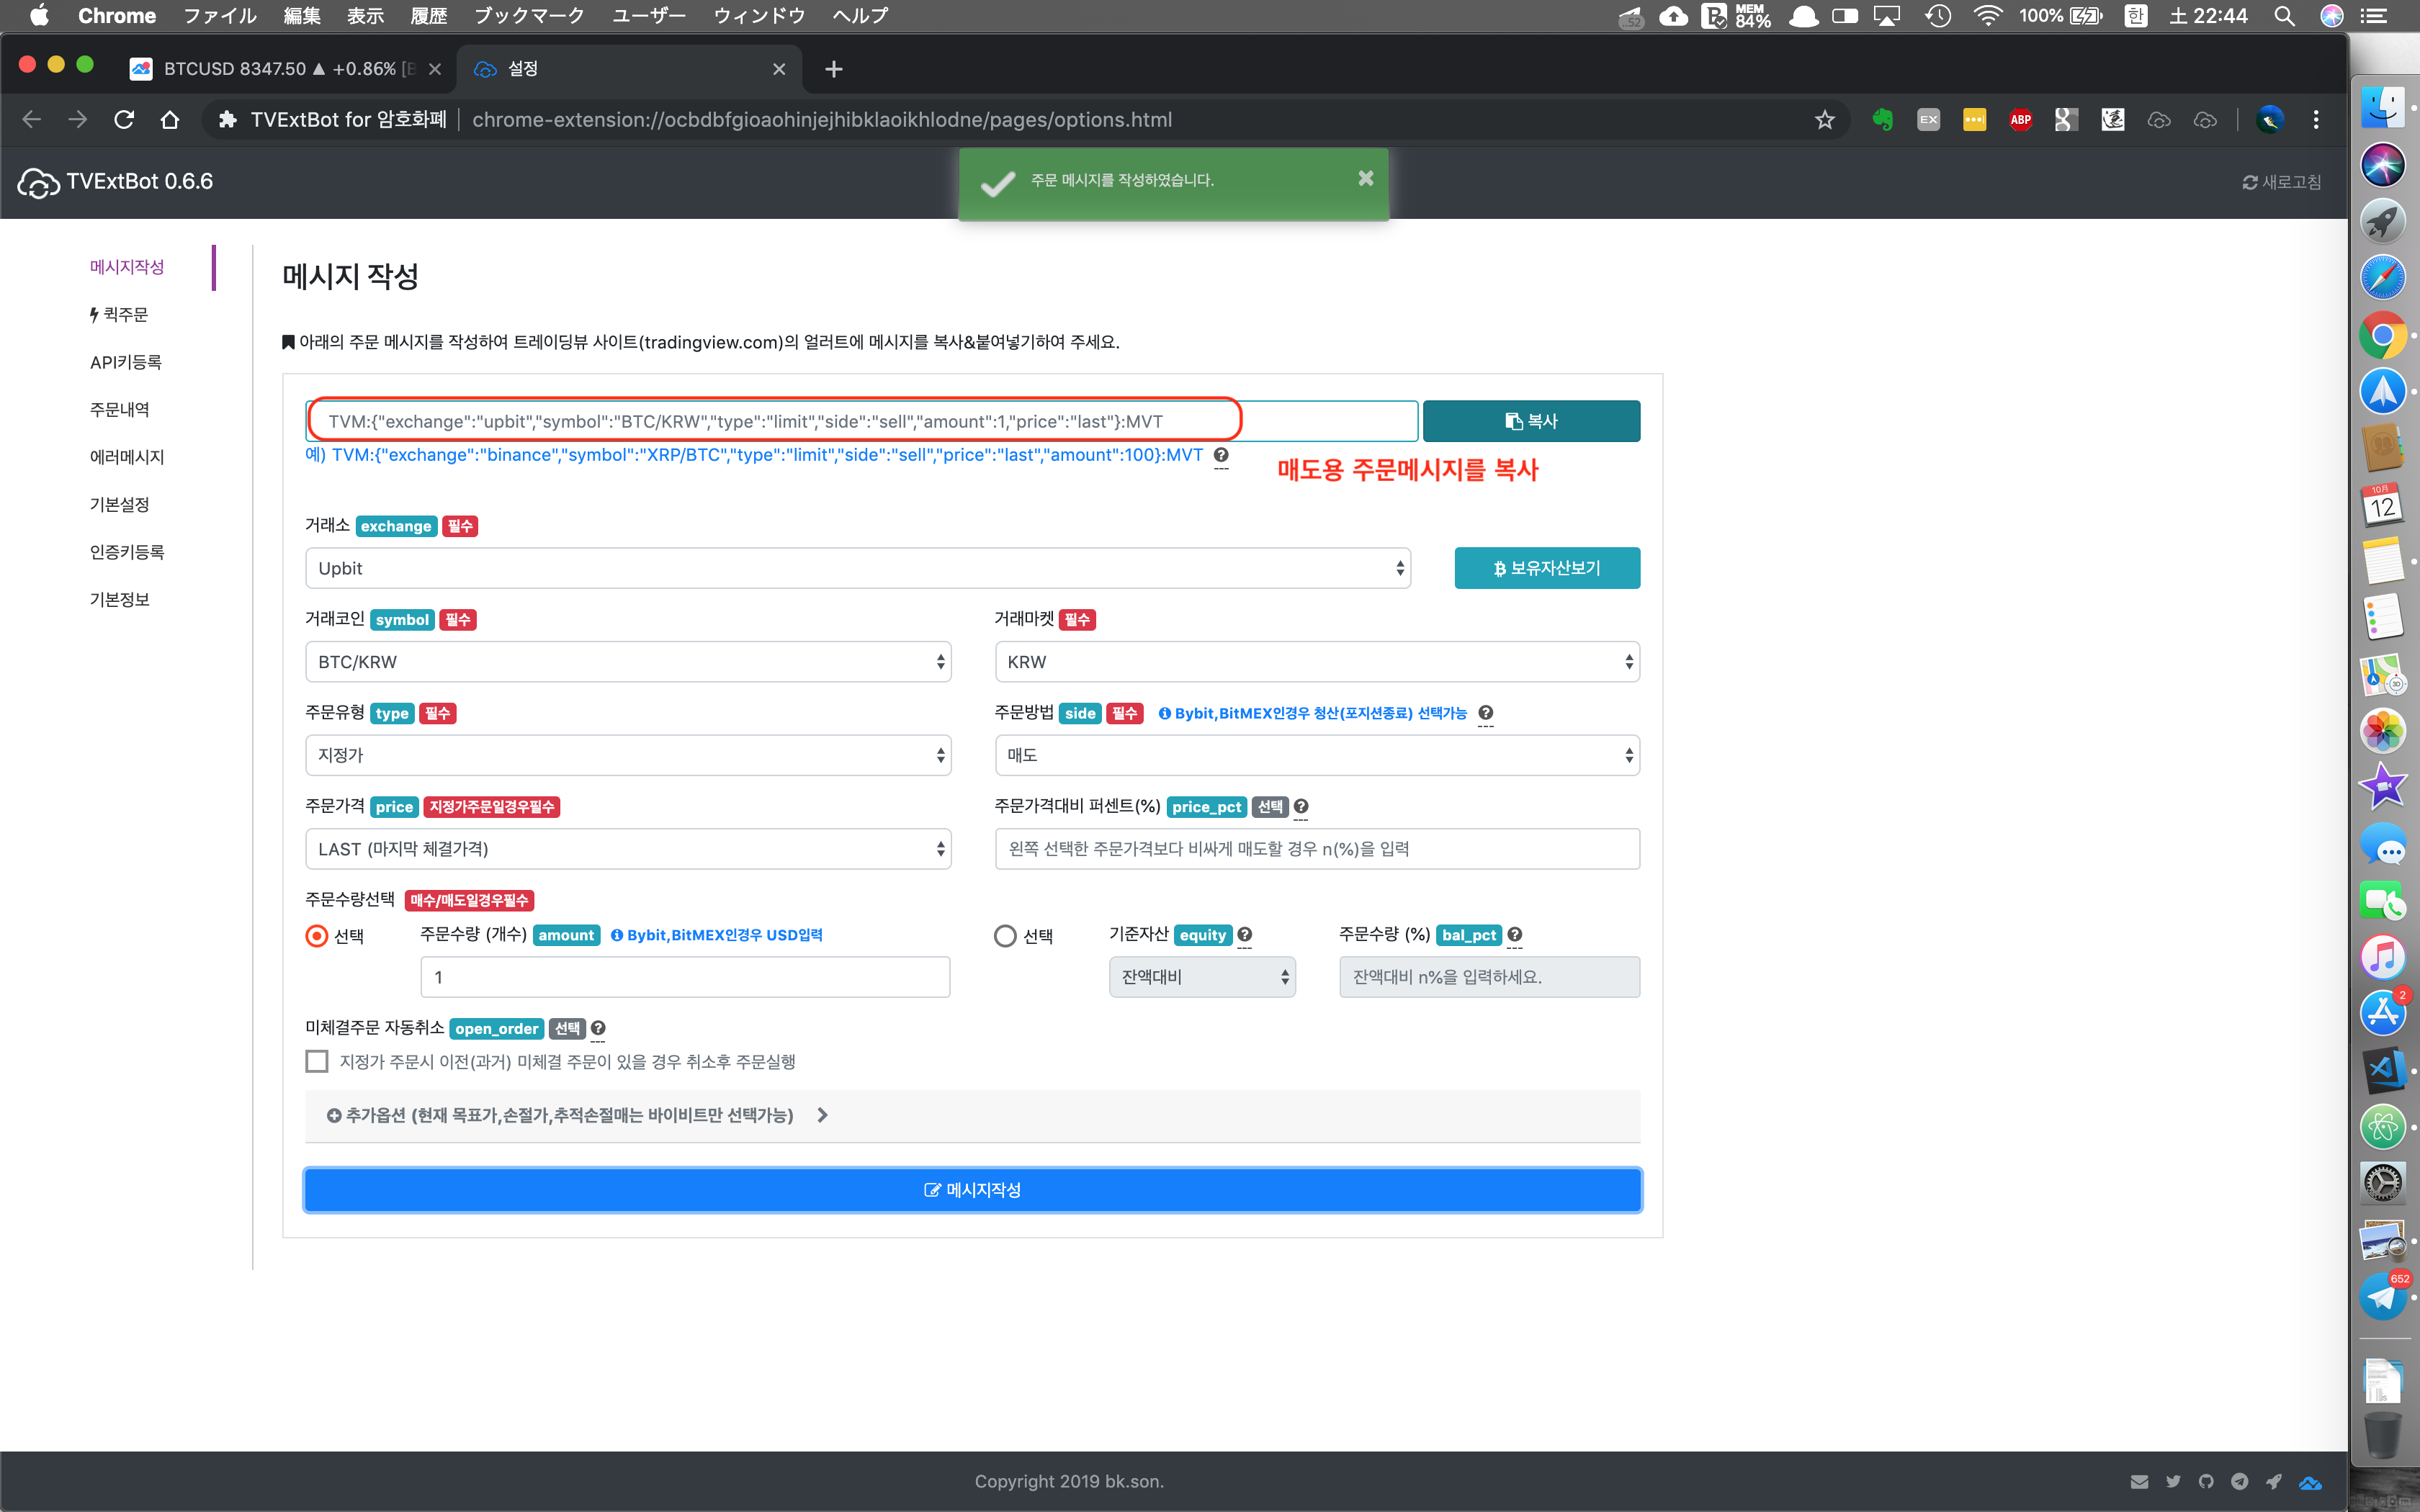 Chrome ファイル 編集 表示 履歴 ブックマーク ユーザー ウィンドウ ヘルプ .52 MEM 84% 100% 한 土 22:44
BTCUSD 8347.50 ▲ +0.86% [B 설정
TVExtBot for 암호화폐 chrome-extension://ocbdbfgioaohinjejhibklaoikhlodne/pages/options.html EX ABP
TVExtBot 0.6.6
주문 메시지를 작성하였습니다.
새로고침
메시지작성
퀵주문
API키등록
주문내역
에러메시지
기본설정
인증키등록
기본정보
메시지 작성
아래의 주문 메시지를 작성하여 트레이딩뷰 사이트(tradingview.com)의 얼러트에 메시지를 복사&붙여넣기하여 주세요.
TVM:{"exchange":"upbit","symbol":"BTC/KRW","type":"limit","side":"sell","amount":1,"price":"last"}:MVT
복사
예) TVM:{"exchange":"binance","symbol":"XRP/BTC","type":"limit","side":"sell","price":"last","amount":100}:MVT
매도용 주문메시지를 복사
거래소 exchange 필수
Upbit
보유자산보기
거래코인 symbol 필수
BTC/KRW
거래마켓 필수
KRW
주문유형 type 필수
지정가
주문방법 side 필수 Bybit,BitMEX인경우 청산(포지션종료) 선택가능
매도
주문가격 price 지정가주문일경우필수
LAST (마지막 체결가격)
주문가격대비 퍼센트(%) price_pct 선택
왼쪽 선택한 주문가격보다 비싸게 매도할 경우 n(%)을 입력
주문수량선택 매수/매도일경우필수
선택 주문수량 (개수) amount Bybit,BitMEX인경우 USD입력
1
선택 기준자산 equity 주문수량 (%) bal_pct
잔액대비 잔액대비 n%을 입력하세요.
미체결주문 자동취소 open_order 선택
지정가 주문시 이전(과거) 미체결 주문이 있을 경우 취소후 주문실행
추가옵션 (현재 목표가,손절가,추적손절매는 바이비트만 선택가능)
메시지작성
Copyright 2019 bk.son.
10月
12
3D
2
652